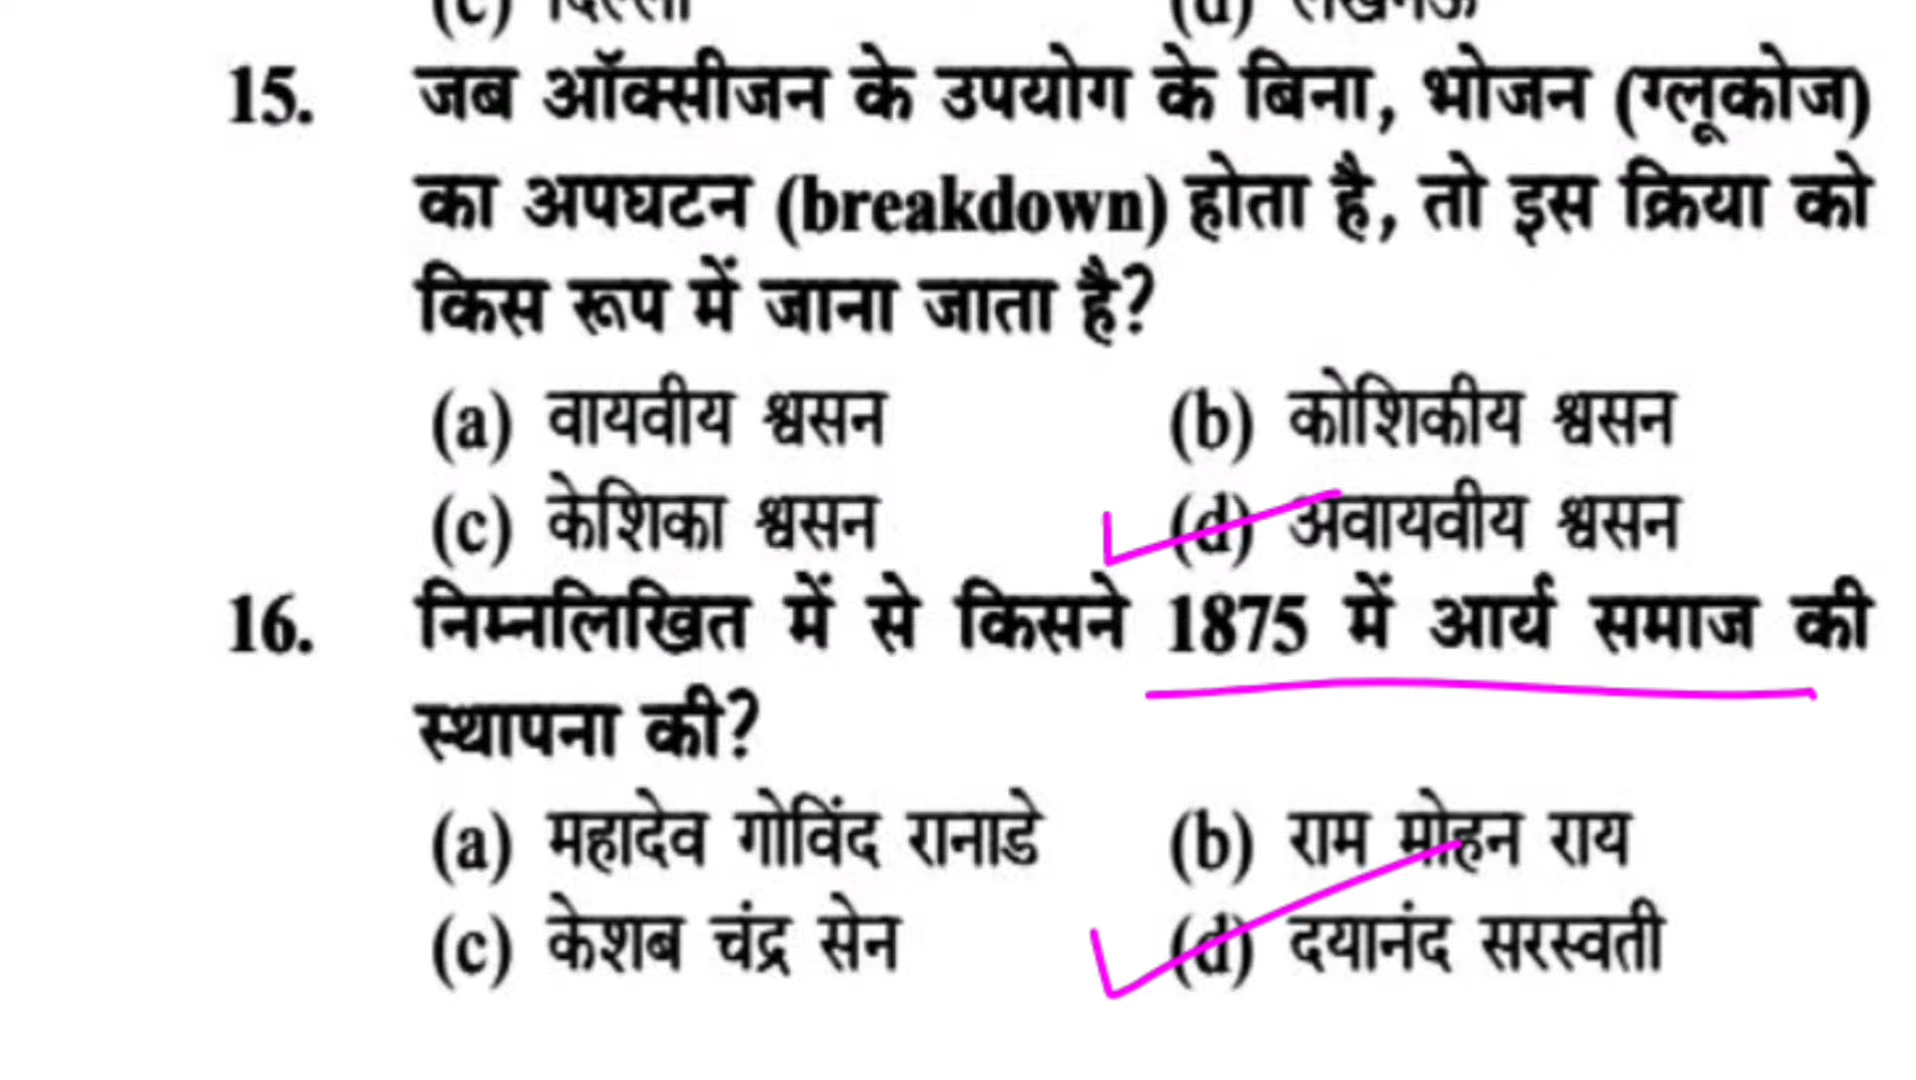 (c) दिल्ली (d) लखनऊ
15. जब ऑक्सीजन के उपयोग के बिना, भोजन (ग्लूकोज)
का अपघटन (breakdown) होता है, तो इस क्रिया को
किस रूप में जाना जाता है?
(a) वायवीय श्वसन (b) कोशिकीय श्वसन
(c) केशिका श्वसन (d) अवायवीय श्वसन
16. निम्नलिखित में से किसने 1875 में आर्य समाज की
स्थापना की?
(a) महादेव गोविंद रानाडे (b) राम मोहन राय
(c) केशब चंद्र सेन (d) दयानंद सरस्वती